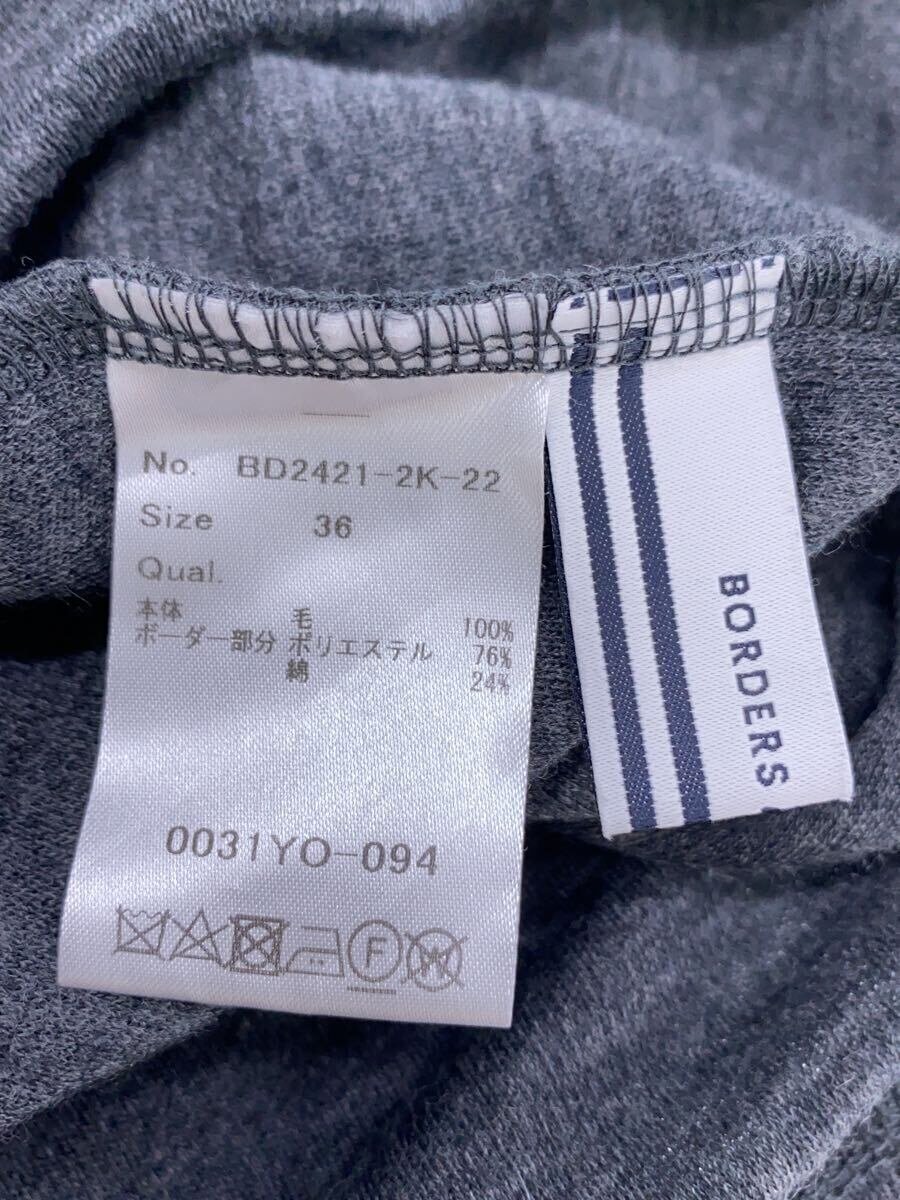 No. BD2421-2K-22
Size 36
Qual.
本体 毛 100%
ボーダー部分 ポリエステル 76%
綿 24%
0031YO-094
F
W
BORDERS